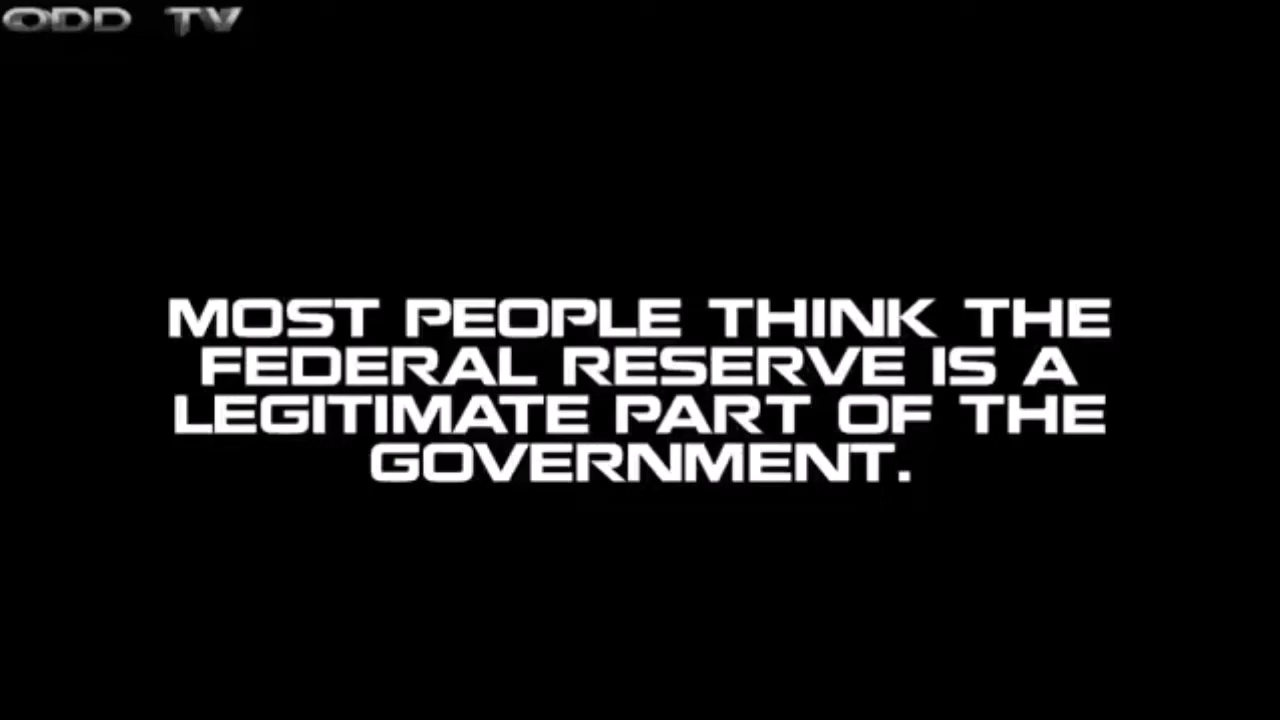 ODD TV
MOST PEOPLE THINK THE
FEDERAL RESERVE IS A
LEGITIMATE PART OF THE
GOVERNMENT.